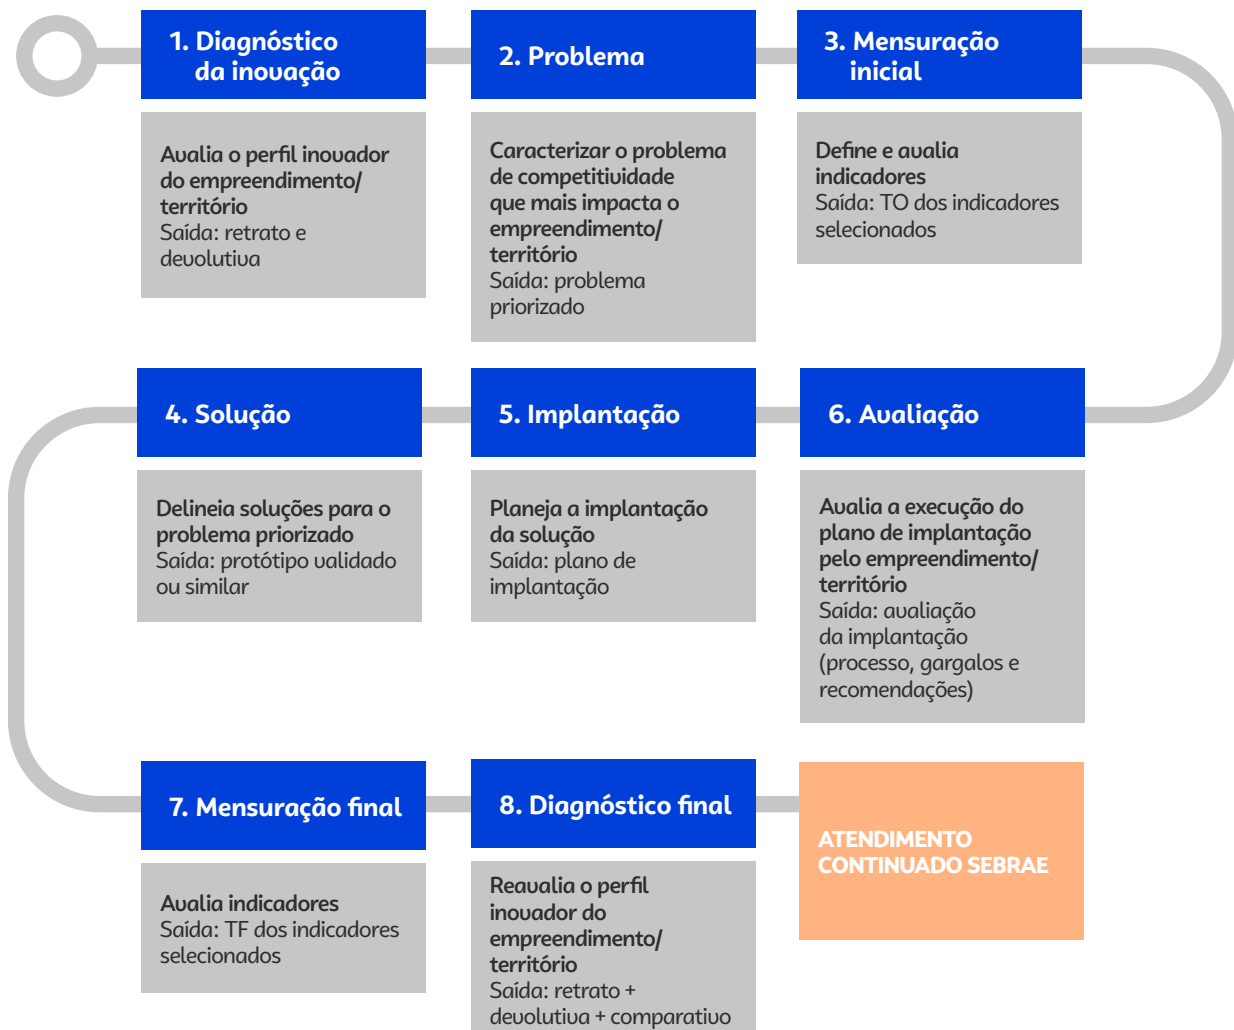 1. Diagnóstico
da inovação
Avalia o perfil inovador
do empreendimento/
território
Saída: retrato e
devolutiva
2. Problema
Caracterizar o problema
de competitividade
que mais impacta o
empreendimento/
território
Saída: problema
priorizado
3. Mensuração
inicial
Define e avalia
indicadores
Saída: TO dos indicadores
selecionados
4. Solução
Delineia soluções para o
problema priorizado
Saída: protótipo validado
ou similar
5. Implantação
Planeja a implantação
da solução
Saída: plano de
implantação
6. Avaliação
Avalia a execução do
plano de implantação
pelo empreendimento/
território
Saída: avaliação
da implantação
(processo, gargalos e
recomendações)
7. Mensuração final
Avalia indicadores
Saída: TF dos indicadores
selecionados
8. Diagnóstico final
Reavalia o perfil
inovador do
empreendimento/
território
Saída: retrato +
devolutiva + comparativo
ATENDIMENTO
CONTINUADO SEBRAE